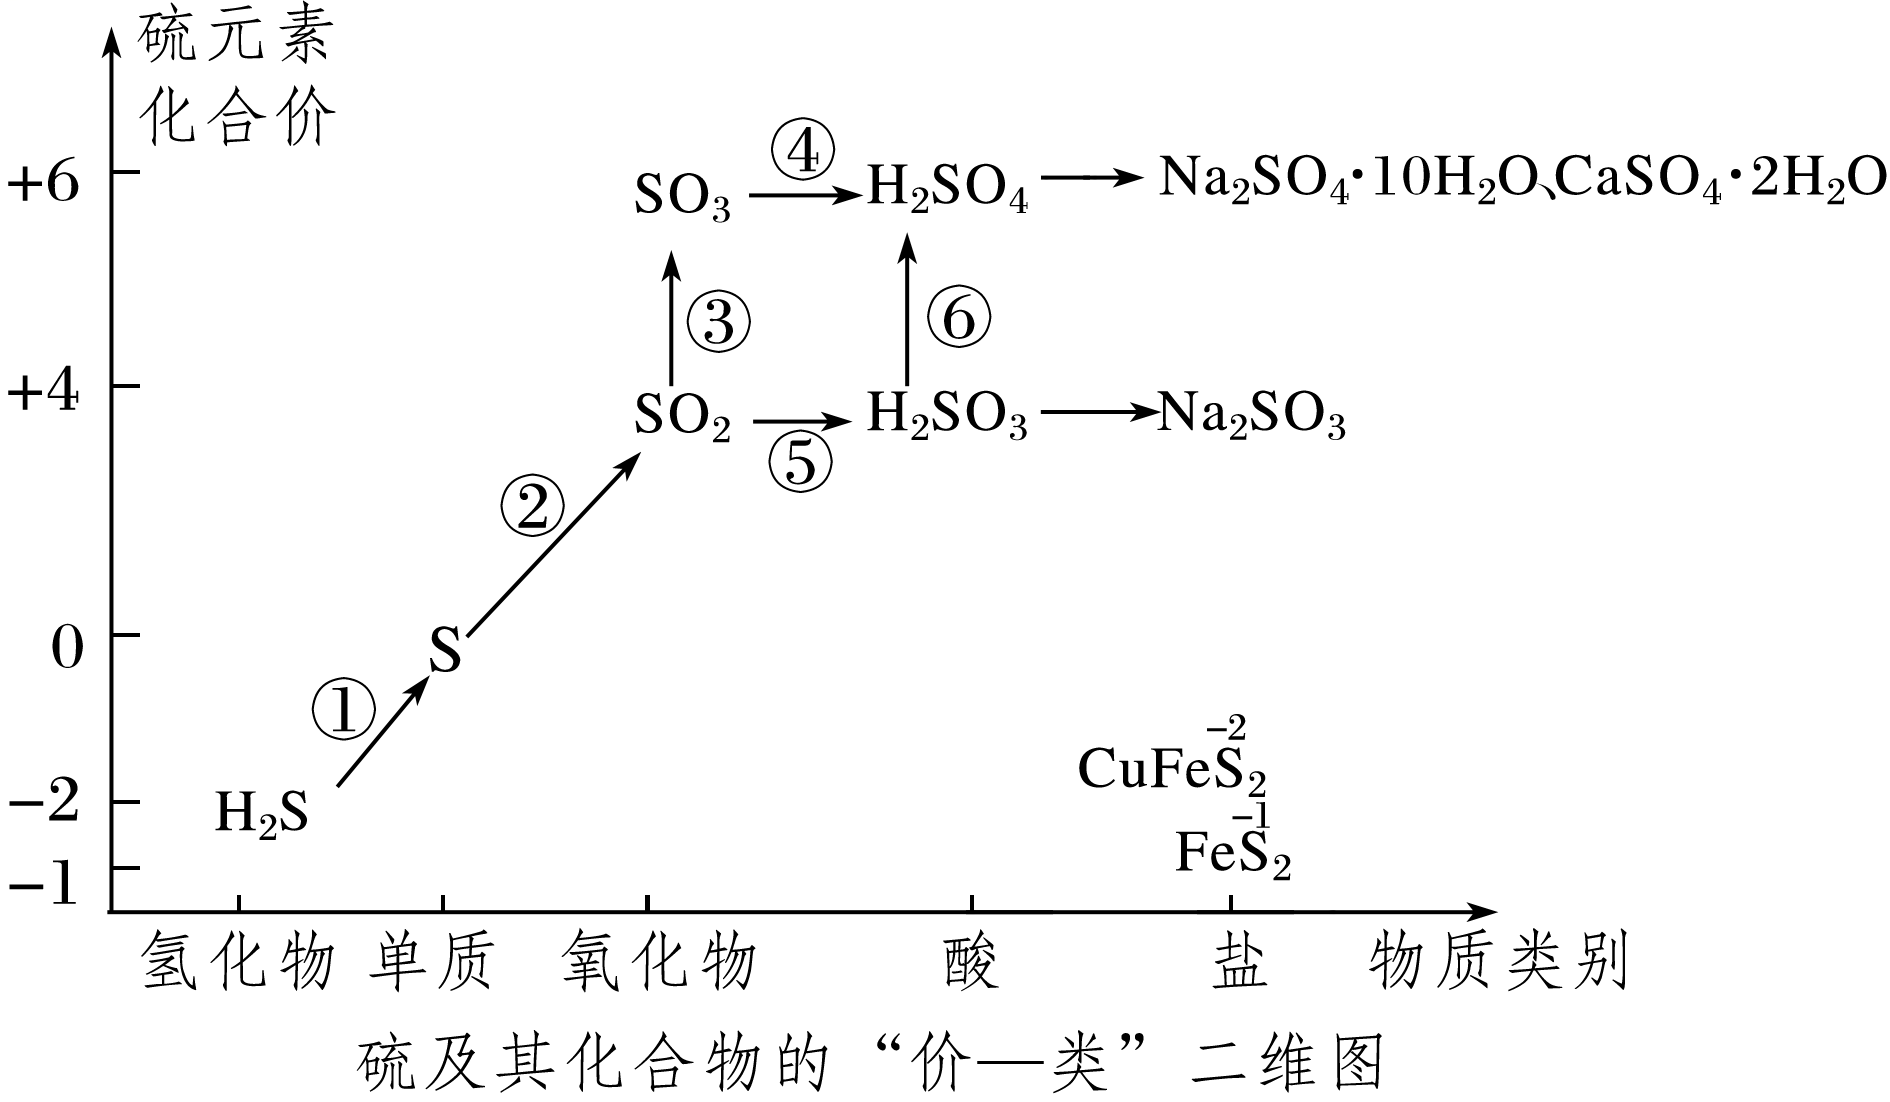 硫元素
化合价
+6
SO₃
④
H₂SO₄
Na₂SO₄·10H₂O、CaSO₄·2H₂O
③
⑥
+4
SO₂
⑤
H₂SO₃
Na₂SO₃
②
0
S
①
-2
H₂S
-2
CuFeS₂
-1
FeS₂
-1
氢化物 单质 氧化物 酸 盐 物质类别
硫及其化合物的“价—类”二维图